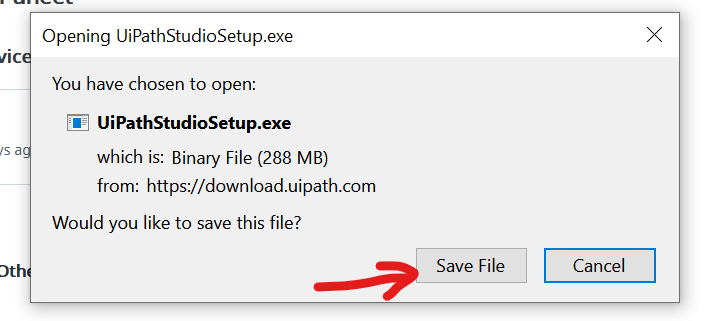 Opening UiPathStudioSetup.exe
You have chosen to open:
UiPathStudioSetup.exe
which is: Binary File (288 MB)
from: https://download.uipath.com
Would you like to save this file?
Save File
Cancel
vice
ys ag
Othe